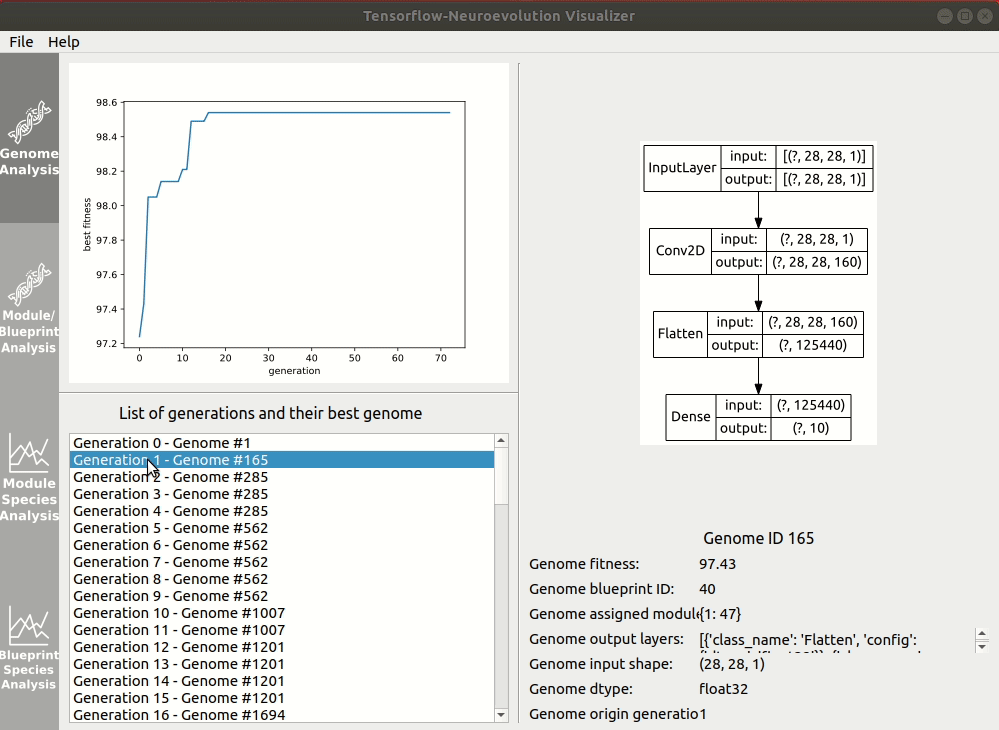 Tensorflow-Neuroevolution Visualizer
File Help
Genome
Analysis
Module/
Blueprint
Analysis
Module
Species
Analysis
Blueprint
Species
Analysis
98.6
98.4
98.2
98.0
97.8
97.6
97.4
97.2
best fitness
0 10 20 30 40 50 60 70
generation
List of generations and their best genome
Generation 0 - Genome #1
Generation 1 - Genome #165
Generation 2 - Genome #285
Generation 3 - Genome #285
Generation 4 - Genome #285
Generation 5 - Genome #562
Generation 6 - Genome #562
Generation 7 - Genome #562
Generation 8 - Genome #562
Generation 9 - Genome #562
Generation 10 - Genome #1007
Generation 11 - Genome #1007
Generation 12 - Genome #1201
Generation 13 - Genome #1201
Generation 14 - Genome #1201
Generation 15 - Genome #1201
Generation 16 - Genome #1694
InputLayer
input: [(?, 28, 28, 1)]
output: [(?, 28, 28, 1)]
Conv2D
input: (?, 28, 28, 1)
output: (?, 28, 28, 160)
Flatten
input: (?, 28, 28, 160)
output: (?, 125440)
Dense
input: (?, 125440)
output: (?, 10)
Genome ID 165
Genome fitness: 97.43
Genome blueprint ID: 40
Genome assigned module {1: 47}
Genome output layers: [{'class_name': 'Flatten', 'config':
Genome input shape: (28, 28, 1)
Genome dtype: float32
Genome origin generatio 1